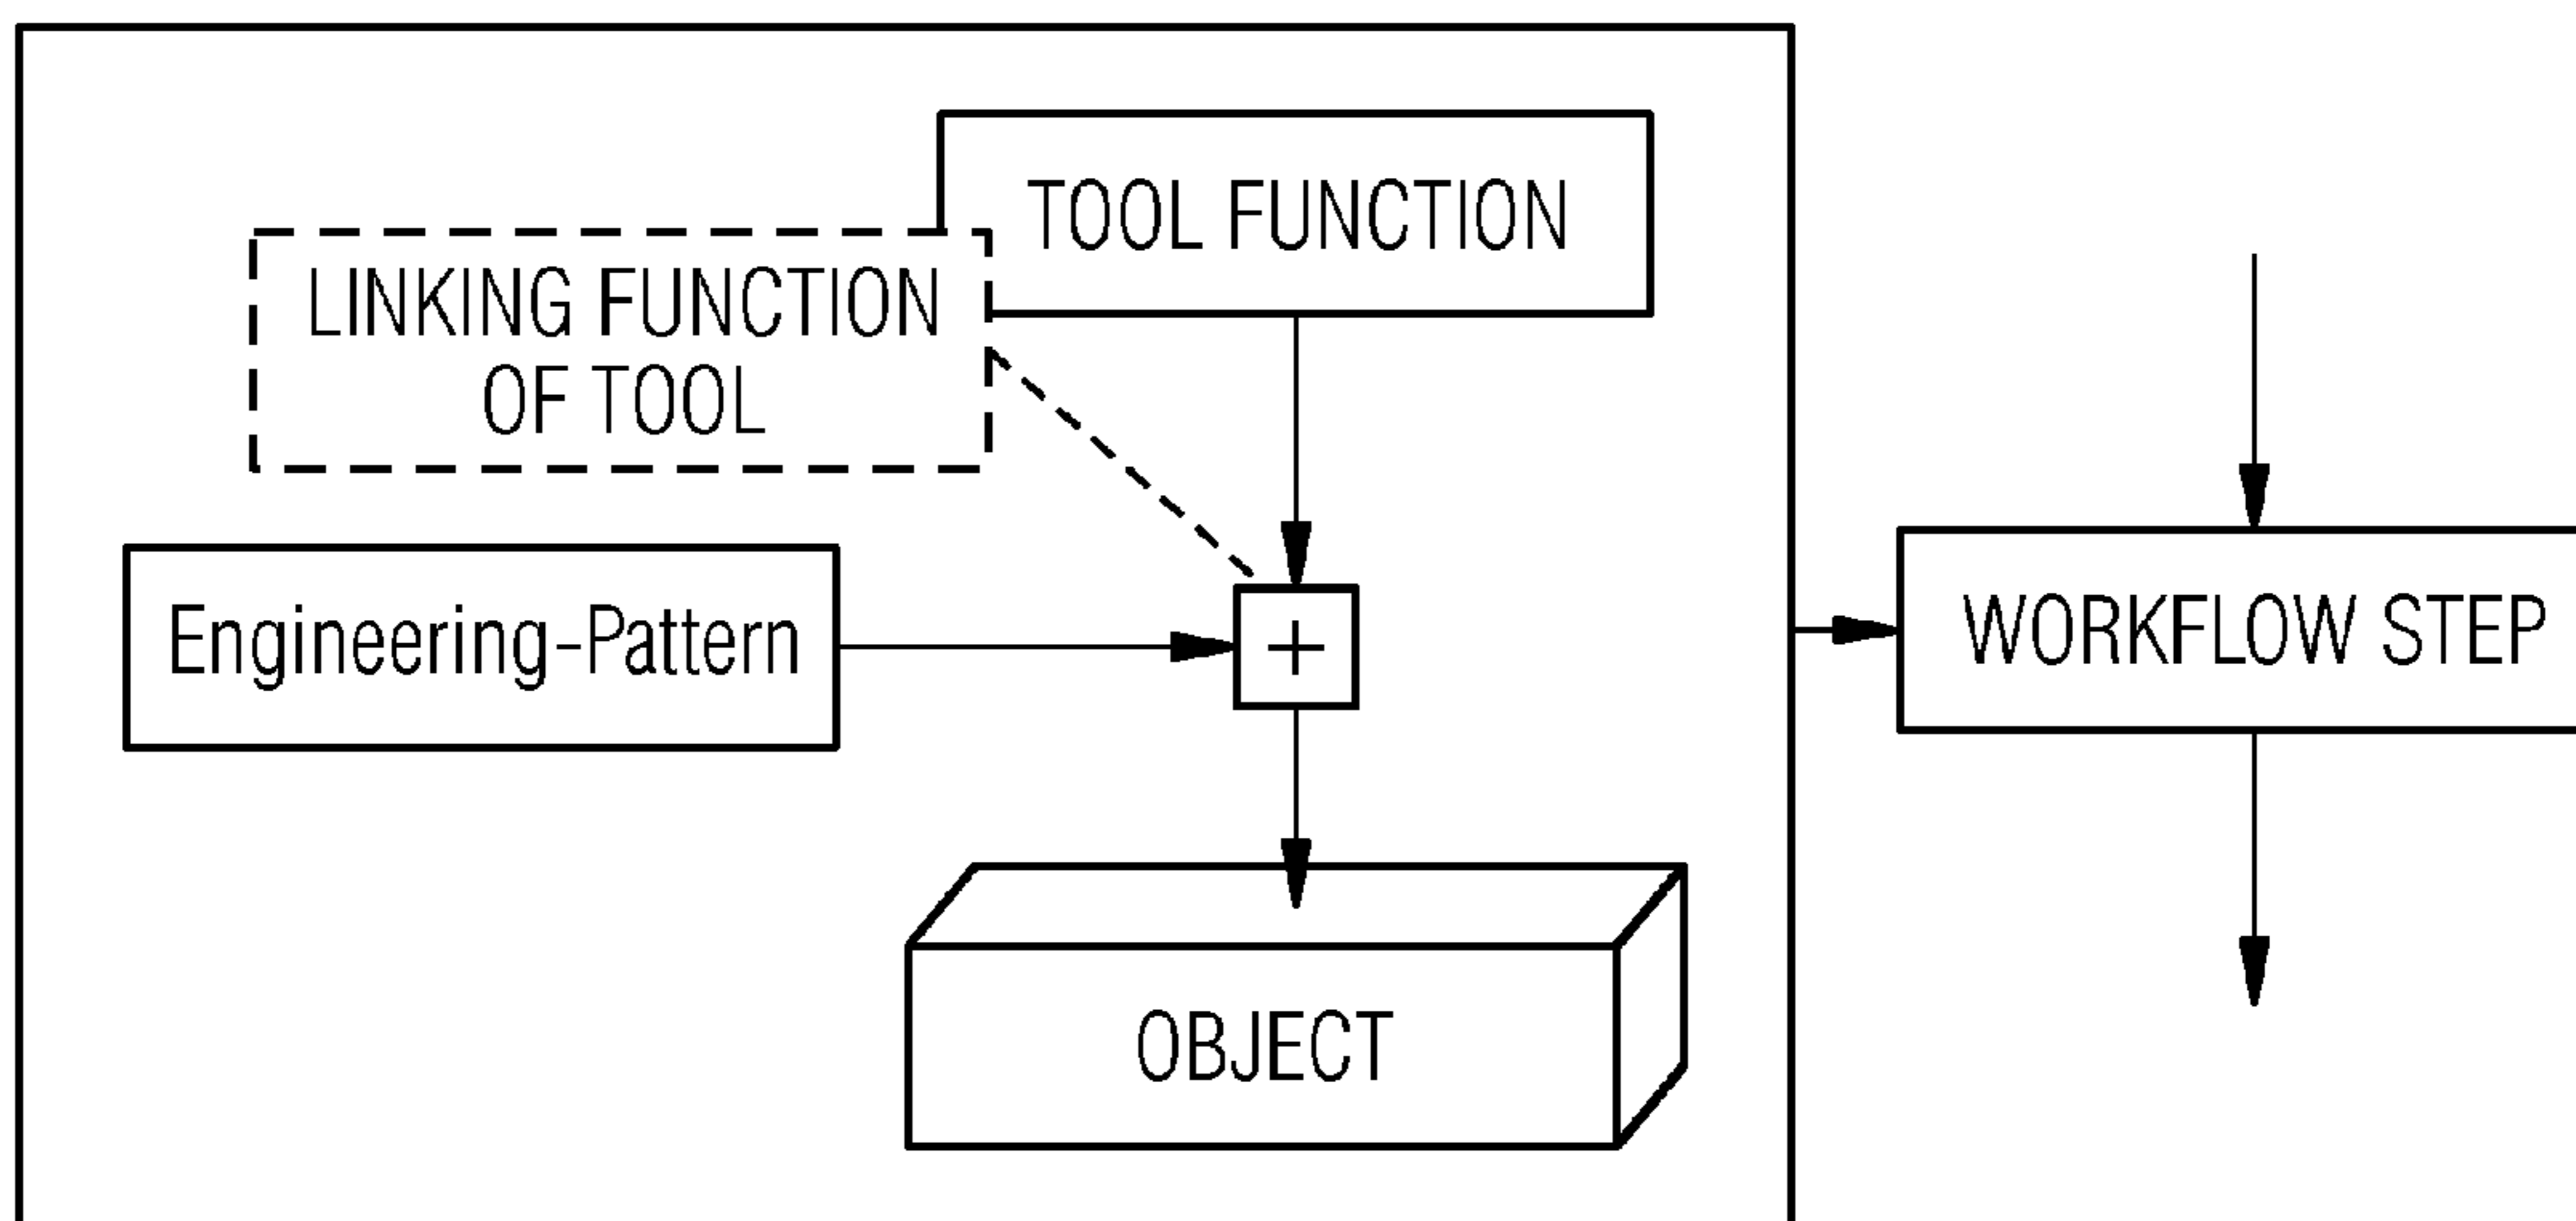 TOOL FUNCTION
LINKING FUNCTION
OF TOOL
Engineering-Pattern
+
WORKFLOW STEP
OBJECT